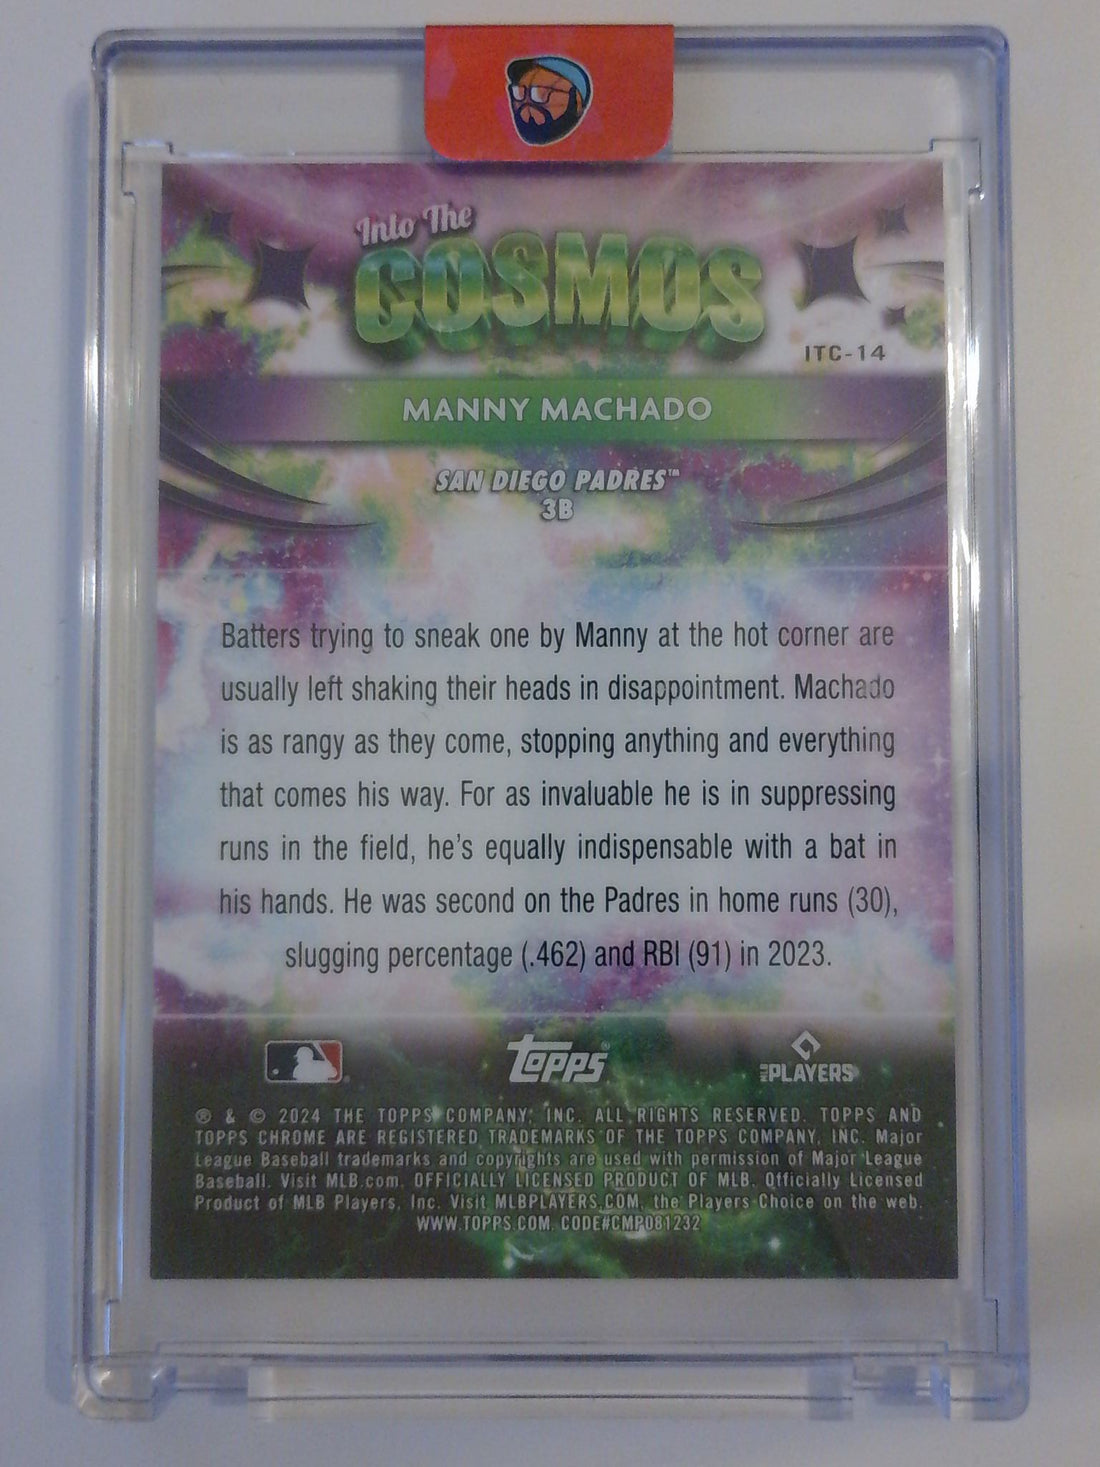 Into The
COSMOS
ITC-14
MANNY MACHADO
SAN DIEGO PADRES™
3B
Batters trying to sneak one by Manny at the hot corner are
usually left shaking their heads in disappointment. Machado
is as rangy as they come, stopping anything and everything
that comes his way. For as invaluable he is in suppressing
runs in the field, he's equally indispensable with a bat in
his hands. He was second on the Padres in home runs (30),
slugging percentage (.462) and RBI (91) in 2023.
topps®
MLB PLAYERS
® & © 2024 THE TOPPS COMPANY, INC. ALL RIGHTS RESERVED. TOPPS AND
TOPPS CHROME ARE REGISTERED TRADEMARKS OF THE TOPPS COMPANY, INC. Major
League Baseball trademarks and copyrights are used with permission of Major League
Baseball. Visit MLB.com. OFFICIALLY LICENSED PRODUCT OF MLB. Officially Licensed
Product of MLB Players, Inc. Visit MLBPLAYERS.COM, the Players Choice on the web.
WWW.TOPPS.COM. CODE#CMP081232